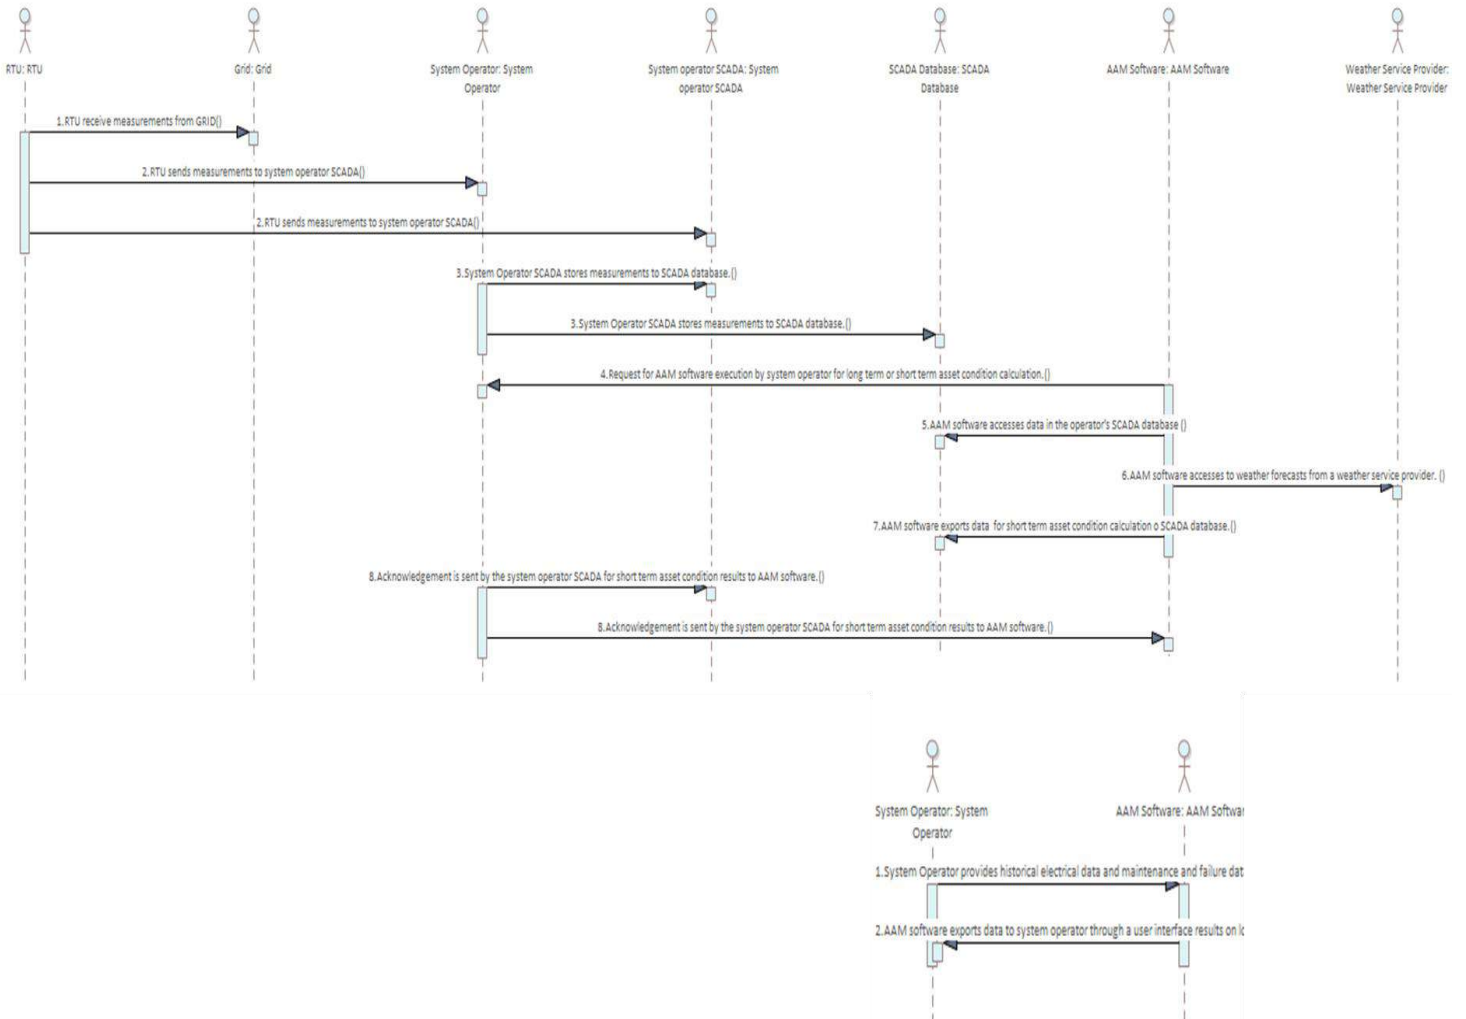 RTU: RTU
Grid: Grid
System Operator: System
Operator
System operator SCADA: System
operator SCADA
SCADA Database: SCADA
Database
AAM Software: AAM Software
Weather Service Provider:
Weather Service Provider
1.RTU receive measurements from GRID()
2.RTU sends measurements to system operator SCADA()
2.RTU sends measurements to system operator SCADA()
3.System Operator SCADA stores measurements to SCADA database.()
3.System Operator SCADA stores measurements to SCADA database.()
4.Request for AAM software execution by system operator for long term or short term asset condition calculation.()
5.AAM software accesses data in the operator's SCADA database ()
6.AAM software accesses to weather forecasts from a weather service provider. ()
7.AAM software exports data  for short term asset condition calculation o SCADA database.()
8.Acknowledgement is sent by the system operator SCADA for short term asset condition results to AAM software.()
8.Acknowledgement is sent by the system operator SCADA for short term asset condition results to AAM software.()
System Operator: System
Operator
AAM Software: AAM Softwar
1.System Operator provides historical electrical data and maintenance and failure dat
2.AAM software exports data to system operator through a user interface results on lo